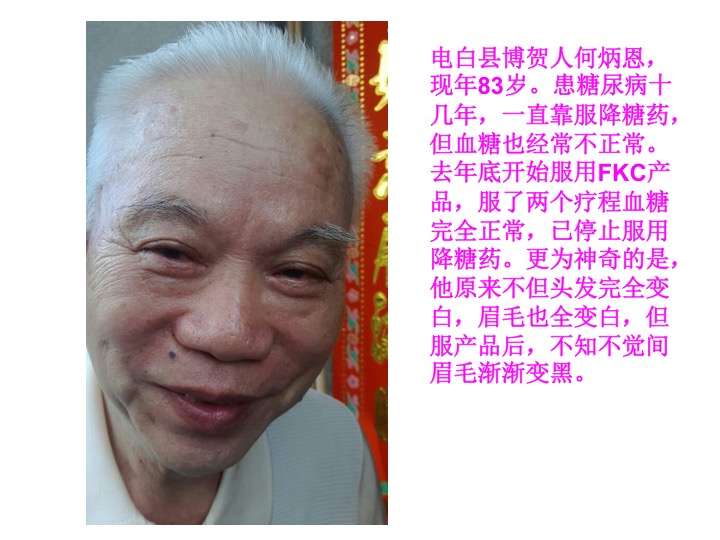 电白县博贺人何炳恩，
现年83岁。患糖尿病十
几年，一直靠服降糖药，
但血糖也经常不正常。
去年底开始服用FKC产
品，服了两个疗程血糖
完全正常，已停止服用
降糖药。更为神奇的是，
他原来不但头发完全变
白，眉毛也全变白，但
服产品后，不知不觉间
眉毛渐渐变黑。